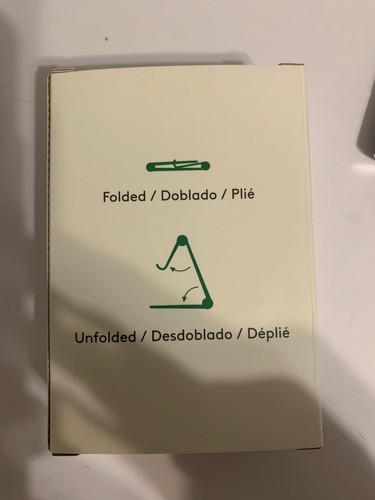 Folded / Doblado / Plié
Unfolded / Desdoblado / Déplié